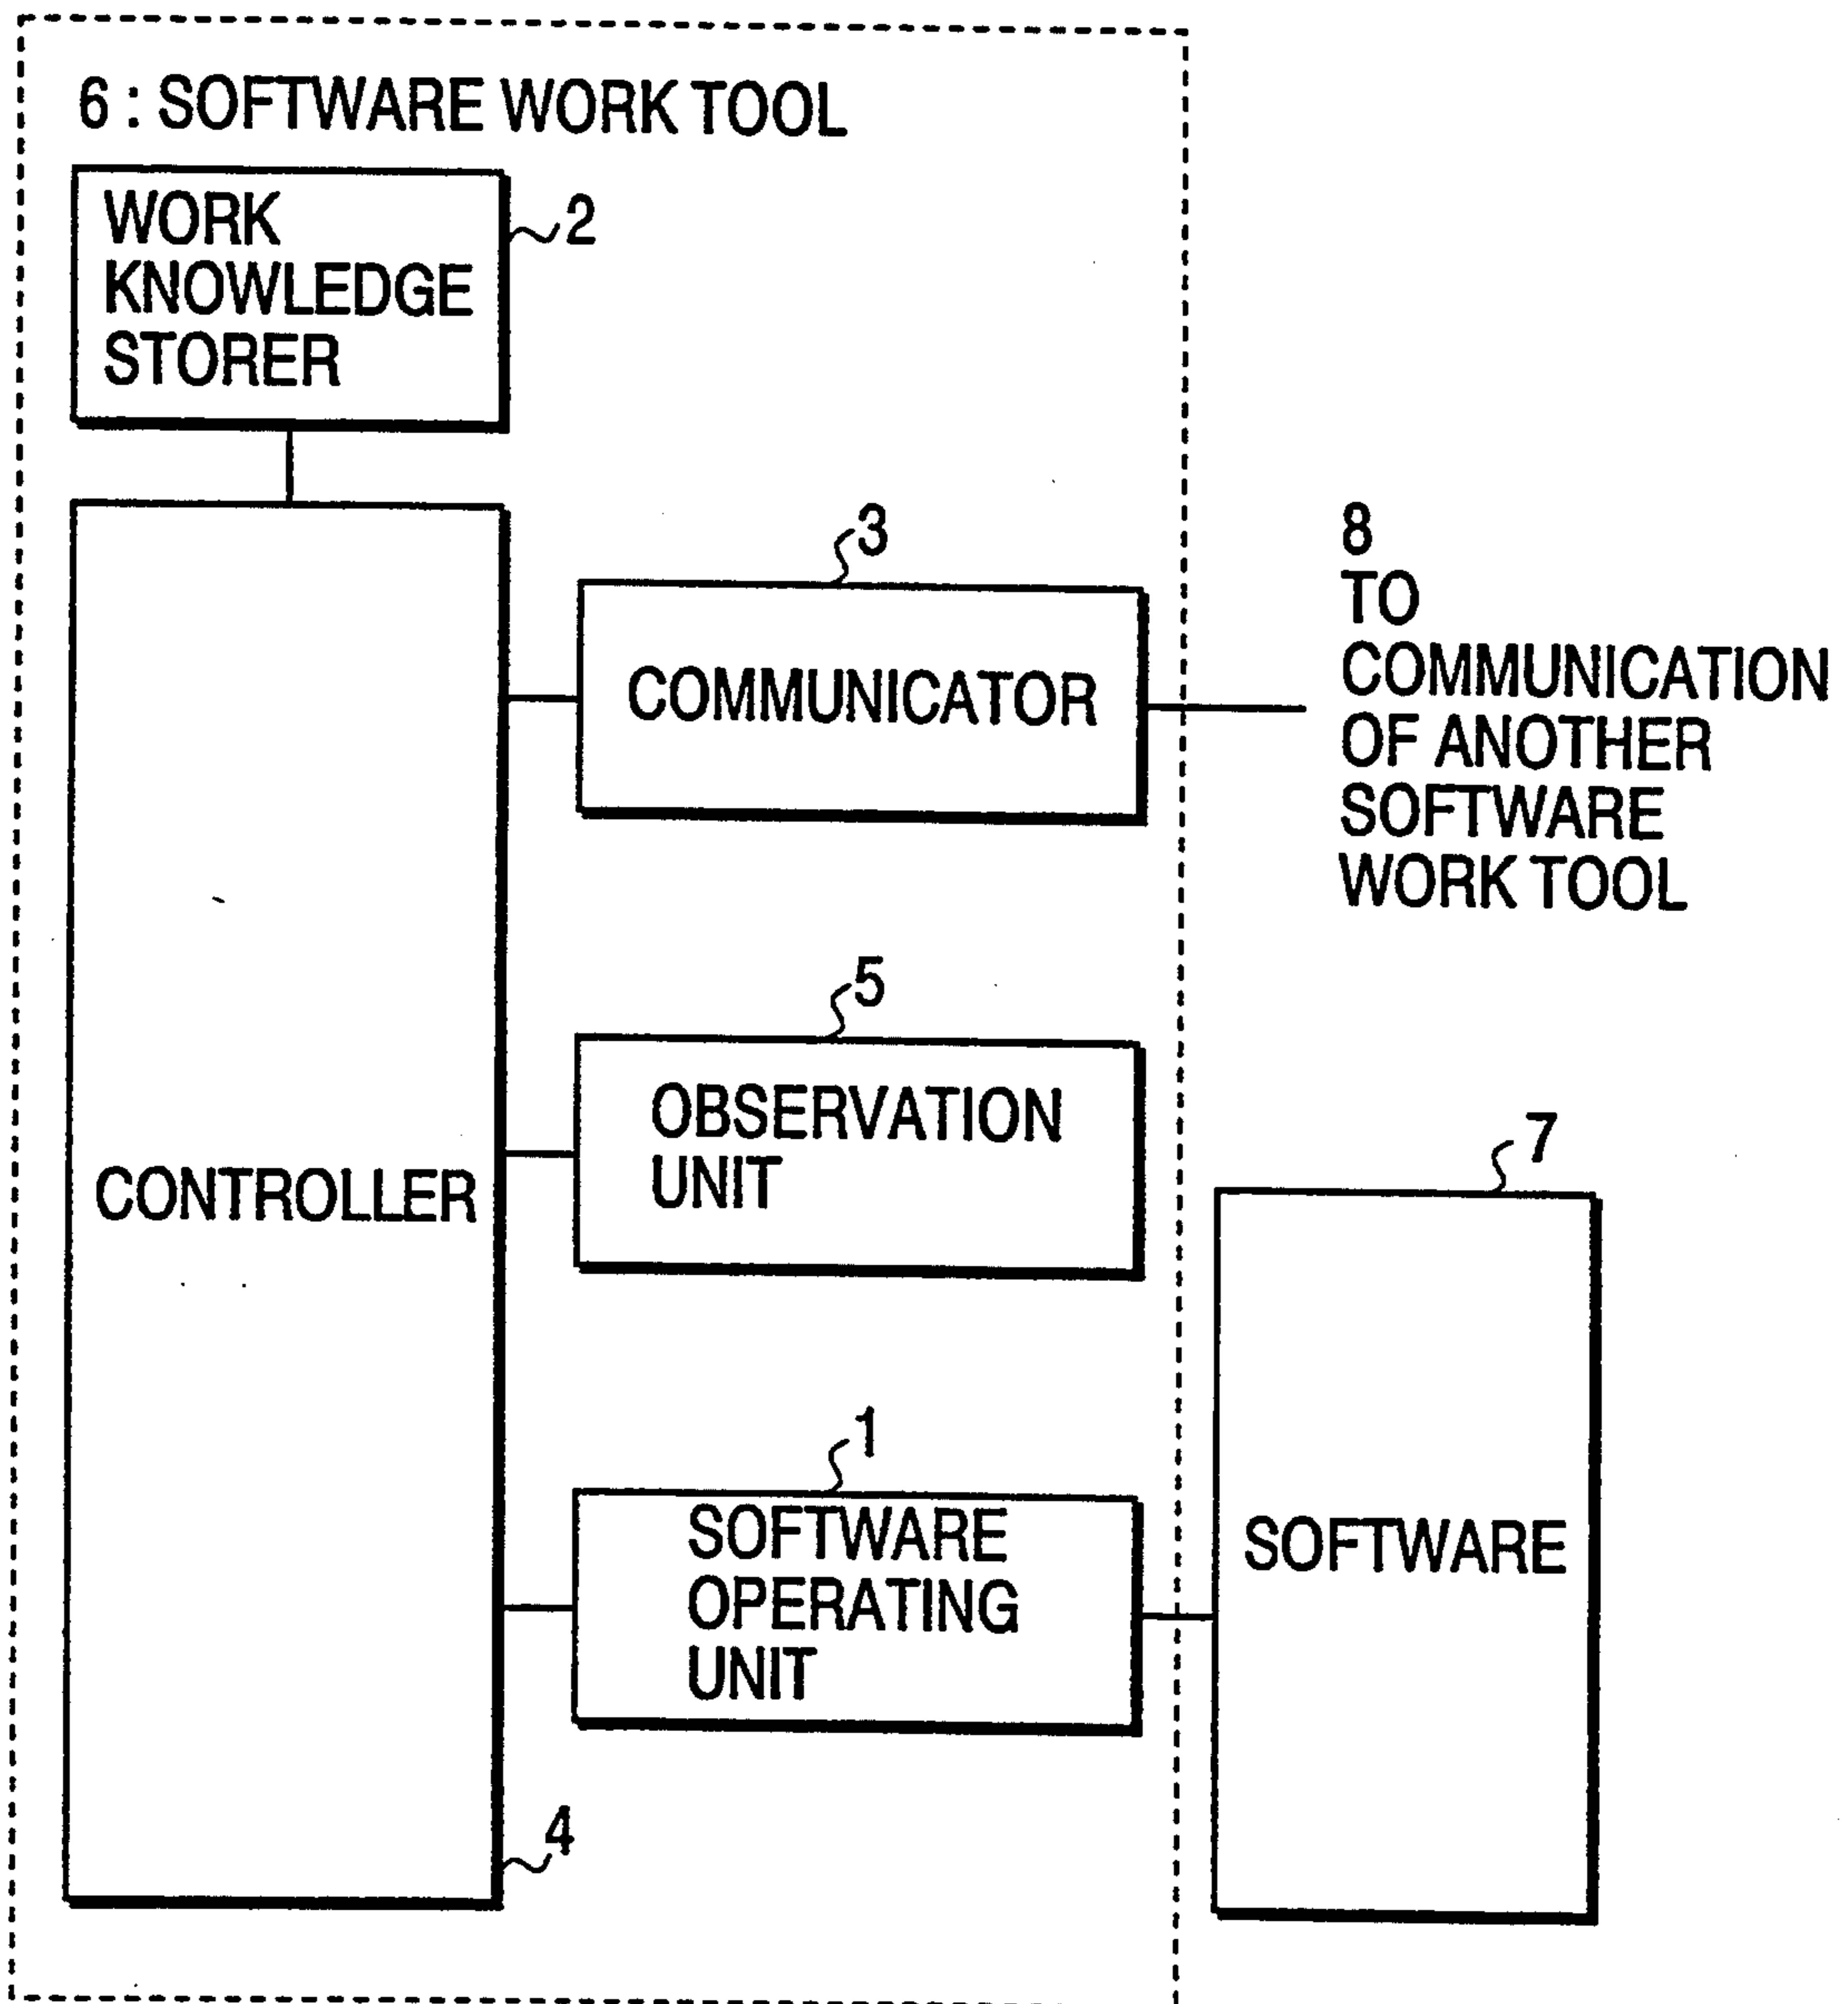 6 : SOFTWARE WORK TOOL
WORK
KNOWLEDGE
STORER
2
3
COMMUNICATOR
8
TO
COMMUNICATION
OF ANOTHER
SOFTWARE
WORK TOOL
5
OBSERVATION
UNIT
CONTROLLER
7
SOFTWARE
1
SOFTWARE
OPERATING
UNIT
4